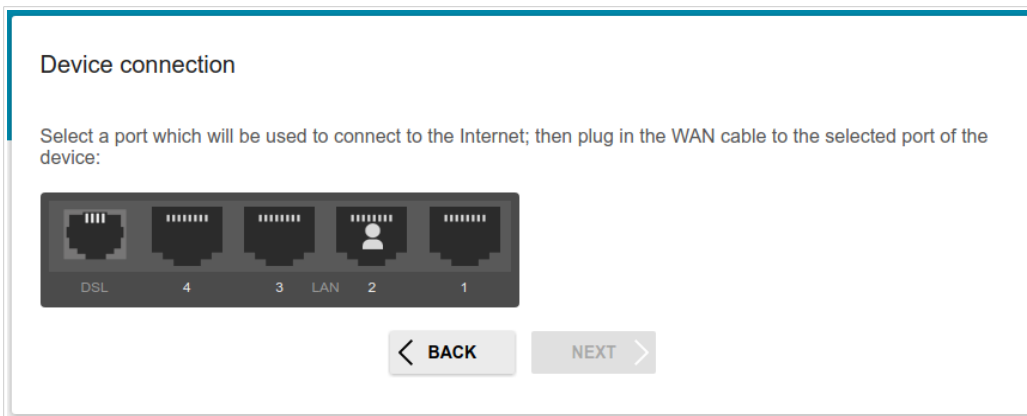 Device connection
Select a port which will be used to connect to the Internet; then plug in the WAN cable to the selected port of the
device:
DSL 4 3 LAN 2 1
BACK NEXT